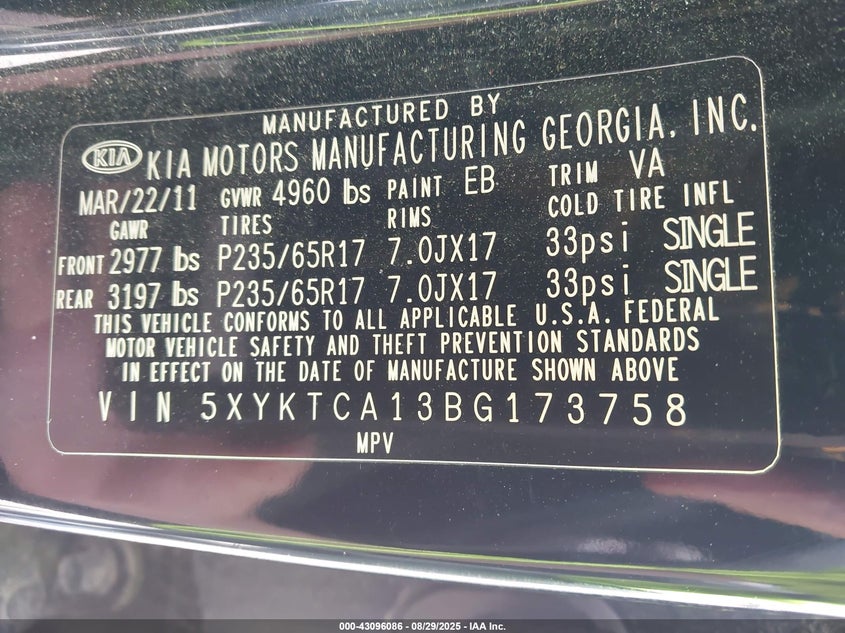 MANUFACTURED BY
KIA KIA MOTORS MANUFACTURING GEORGIA, INC.
MAR/22/11 GVWR 4960 lbs PAINT EB TRIM VA
GAWR TIRES RIMS COLD TIRE INFL
FRONT 2977 lbs P235/65R17 7.0JX17 33psi SINGLE
REAR 3197 lbs P235/65R17 7.0JX17 33psi SINGLE
THIS VEHICLE CONFORMS TO ALL APPLICABLE U.S.A. FEDERAL
MOTOR VEHICLE SAFETY AND THEFT PREVENTION STANDARDS
IN EFFECT ON THE DATE OF MANUFACTURE SHOWN ABOVE
VIN 5XYKTCA13BG173758
MPV
000-43096086 - 08/29/2025 - IAA Inc.